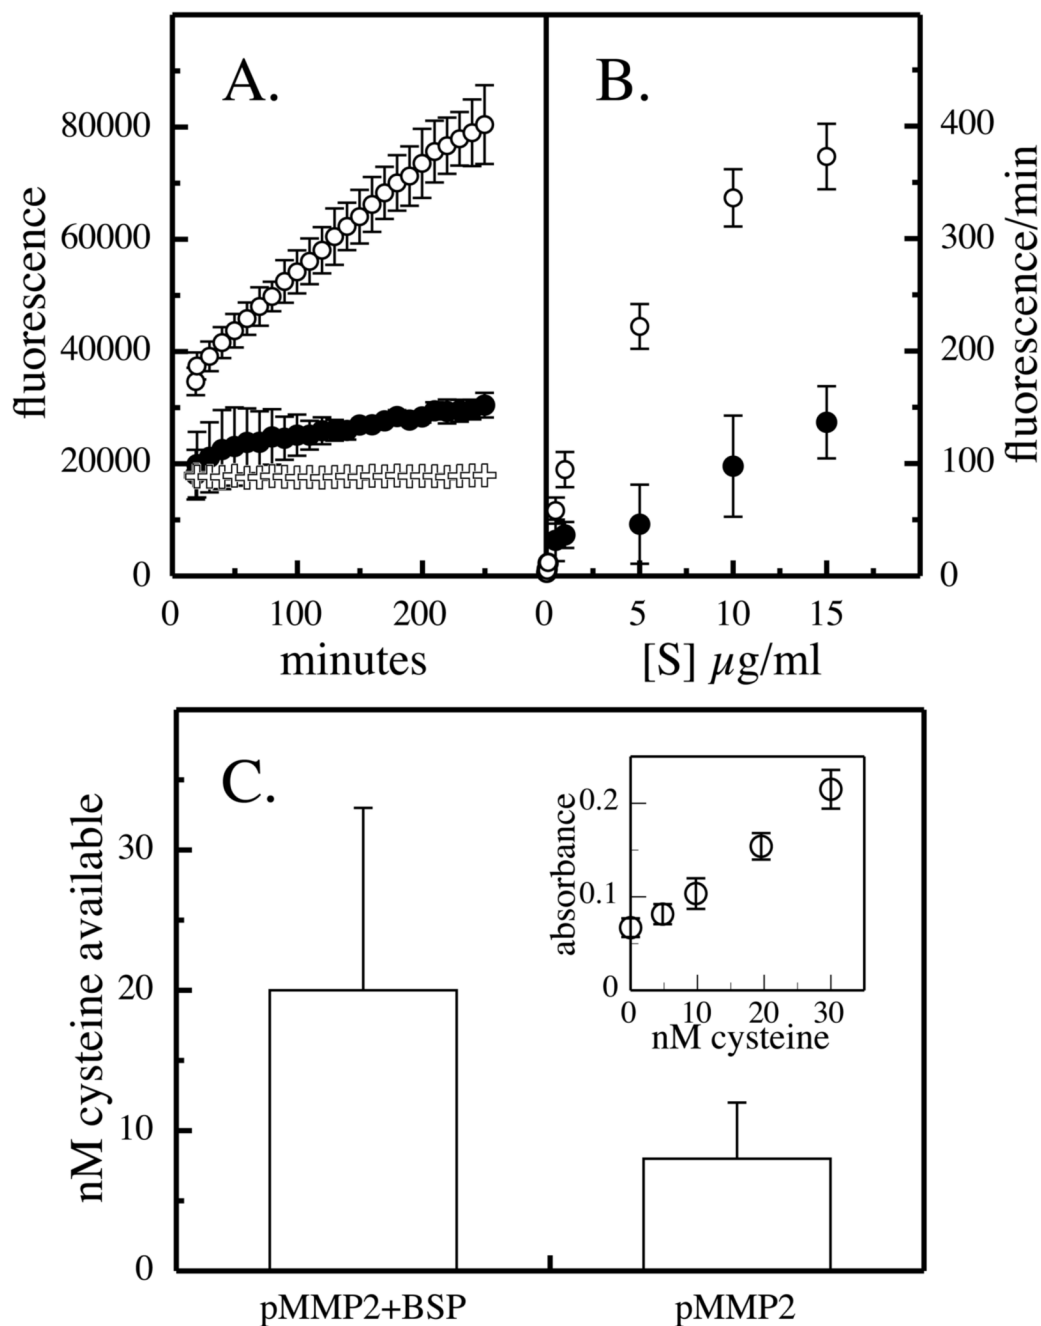 A.
B.
80000
60000
40000
20000
0
fluorescence
400
300
200
100
0
fluorescence/min
0
100
200
minutes
0
5
10
15
[S] µg/ml
C.
30
20
10
0
nM cysteine available
0.2
0.1
0
absorbance
0
10
20
30
nM cysteine
pMMP2+BSP
pMMP2